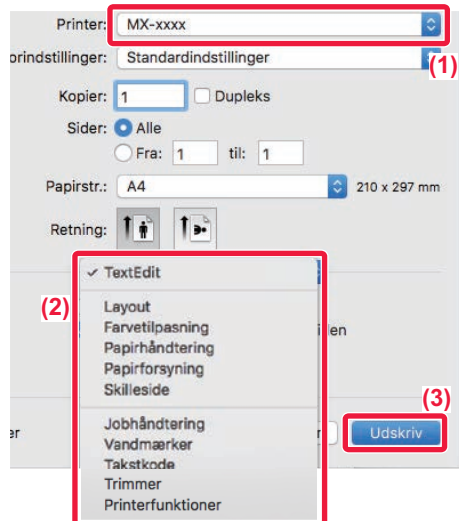 Printer: MX-xxxx
orindstillinger: Standardindstillinger
(1)
Kopier: 1 Dupleks
Sider: Alle
Fra: 1 til: 1
Papirstr.: A4 210 x 297 mm
Retning:
✓ TextEdit
(2)
Layout
Farvetilpasning
Papirhåndtering
Papirforsyning
Skilleside
Jobhåndtering
Vandmærker
Takstkode
Trimmer
Printerfunktioner
(3)
er
r
Udskriv